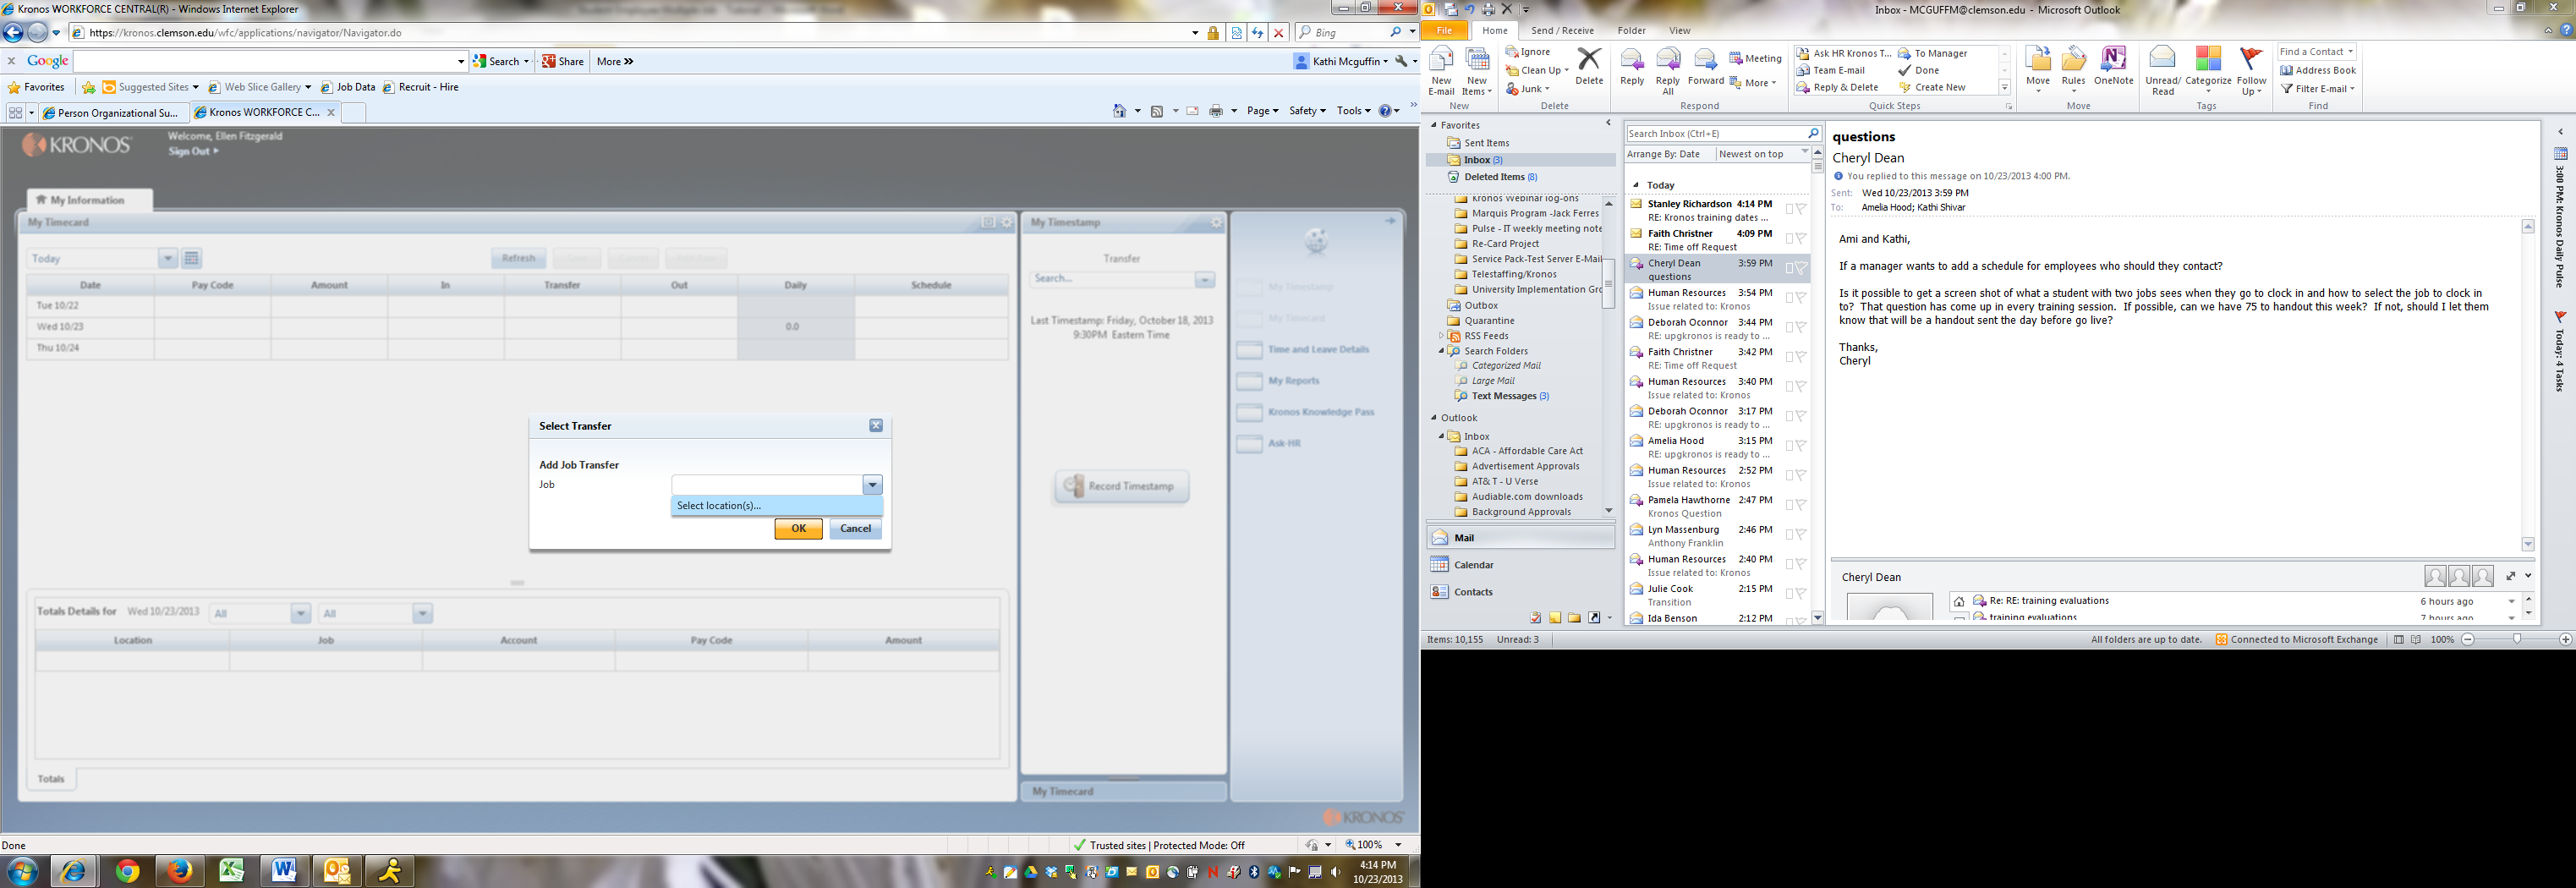 Kronos WORKFORCE CENTRAL(R) - Windows Internet Explorer
https://kronos.clemson.edu/wfc/applications/navigator/Navigator.do
Bing
Google
Search
Share
More »
Kathi Mcguffin
Favorites
Suggested Sites
Web Slice Gallery
Job Data
Recruit - Hire
Person Organizational Su...
Kronos WORKFORCE C...
Page
Safety
Tools
KRONOS
Welcome, Ellen Fitzgerald
Sign Out
My Information
My Timecard
Today
Refresh
Date Pay Code Amount In Transfer Out Daily Schedule
Tue 10/22
Wed 10/23 0.0
Thu 10/24
My Timestamp
Transfer
Search...
Last Timestamp: Friday, October 18, 2013
9:30PM Eastern Time
Record Timestamp
My Timecard
My Timestamp
My Timecard
Time and Leave Details
My Reports
Kronos Knowledge Pass
Ask-HR
Select Transfer
Add Job Transfer
Job
Select location(s)...
OK
Cancel
Totals Details for Wed 10/23/2013 All All
Location Job Account Pay Code Amount
Totals
KRONOS
Done
Trusted sites | Protected Mode: Off
100%
4:14 PM
10/23/2013
Inbox - MCGUFFM@clemson.edu - Microsoft Outlook
File Home Send / Receive Folder View
New E-mail
New Items
New
Ignore
Clean Up
Junk
Delete
Delete
Reply
Reply All
Forward
Meeting
More
Respond
Ask HR Kronos T...
Team E-mail
Reply & Delete
To Manager
Done
Create New
Quick Steps
Move
Rules
OneNote
Move
Unread/ Read
Categorize
Follow Up
Tags
Find a Contact
Address Book
Filter E-mail
Find
Favorites
Sent Items
Inbox (3)
Deleted Items (8)
Kronos Webinar log-ons
Marquis Program -Jack Ferres
Pulse - IT weekly meeting note
Re-Card Project
Service Pack-Test Server E-Mail
Telestaffing/Kronos
University Implementation Gro
Outbox
Quarantine
RSS Feeds
Search Folders
Categorized Mail
Large Mail
Text Messages (3)
Outlook
Inbox
ACA - Affordable Care Act
Advertisement Approvals
AT& T - U Verse
Audiable.com downloads
Background Approvals
Mail
Calendar
Contacts
Search Inbox (Ctrl+E)
Arrange By: Date Newest on top
Today
Stanley Richardson 4:14 PM
RE: Kronos training dates ...
Faith Christner 4:09 PM
RE: Time off Request
Cheryl Dean 3:59 PM
questions
Human Resources 3:54 PM
Issue related to: Kronos
Deborah Oconnor 3:44 PM
RE: upgkronos is ready to ...
Faith Christner 3:42 PM
RE: Time off Request
Human Resources 3:40 PM
Issue related to: Kronos
Deborah Oconnor 3:17 PM
RE: upgkronos is ready to ...
Amelia Hood 3:15 PM
RE: upgkronos is ready to ...
Human Resources 2:52 PM
Issue related to: Kronos
Pamela Hawthorne 2:47 PM
Kronos Question
Lyn Massenburg 2:46 PM
Anthony Franklin
Human Resources 2:40 PM
Issue related to: Kronos
Julie Cook 2:15 PM
Transition
Ida Benson 2:12 PM
questions
Cheryl Dean
You replied to this message on 10/23/2013 4:00 PM.
Sent: Wed 10/23/2013 3:59 PM
To: Amelia Hood; Kathi Shivar
Ami and Kathi,
If a manager wants to add a schedule for employees who should they contact?
Is it possible to get a screen shot of what a student with two jobs sees when they go to clock in and how to select the job to clock in
to? That question has come up in every training session. If possible, can we have 75 to handout this week? If not, should I let them
know that will be a handout sent the day before go live?
Thanks,
Cheryl
Cheryl Dean
Re: RE: training evaluations 6 hours ago
training evaluations 7 hours ago
3:00 PM: Kronos Daily Pulse
Today: 4 Tasks
Items: 10,155 Unread: 3
All folders are up to date.
Connected to Microsoft Exchange
100%